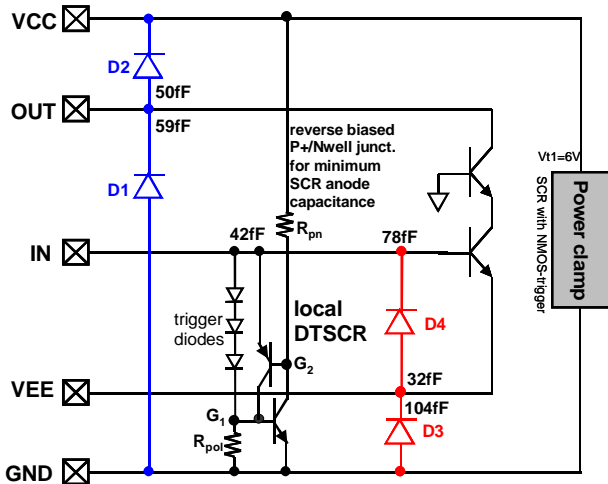 VCC
D2
50fF
OUT
59fF
D1
reverse biased
P+/Nwell junct.
for minimum
SCR anode
capacitance
Vt1=6V
SCR with NMOS-trigger
Power clamp
Rpn
42fF
78fF
IN
trigger
diodes
local
DTSCR
D4
G2
VEE
32fF
104fF
G1
D3
Rpol
GND